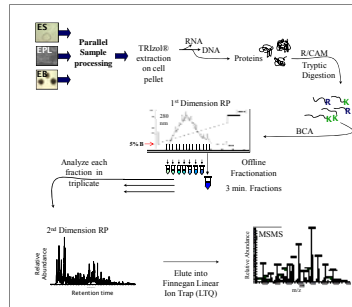 ES
EPL
EB
Parallel
Sample
processing
TRIzol®
extraction
on cell
pellet
RNA
DNA
Proteins
R/CAM
Tryptic
Digestion
R
K
R
K
K
BCA
1st Dimension RP
280
nm
5% B
Offline
Fractionation
3 min. Fractions
Analyze each
fraction in
triplicate
2nd Dimension RP
Relative
Abundance
Retention time
Elute into
Finnegan Linear
Ion Trap (LTQ)
MSMS
Relative Abundance
m/z